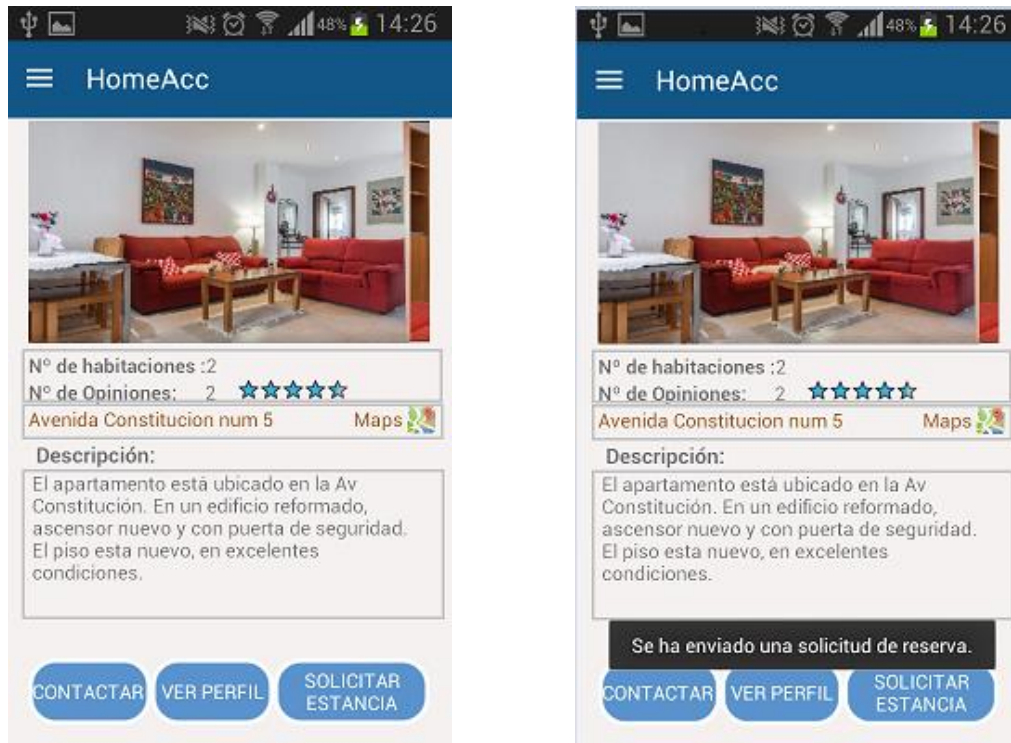 48% 14:26
HomeAcc
Nº de habitaciones :2
Nº de Opiniones: 2
Avenida Constitucion num 5 Maps
Descripción:
El apartamento está ubicado en la Av
Constitución. En un edificio reformado,
ascensor nuevo y con puerta de seguridad.
El piso esta nuevo, en excelentes
condiciones.
CONTACTAR VER PERFIL SOLICITAR
ESTANCIA
48% 14:26
HomeAcc
Nº de habitaciones :2
Nº de Opiniones: 2
Avenida Constitucion num 5 Maps
Descripción:
El apartamento está ubicado en la Av
Constitución. En un edificio reformado,
ascensor nuevo y con puerta de seguridad.
El piso esta nuevo, en excelentes
condiciones.
Se ha enviado una solicitud de reserva.
CONTACTAR VER PERFIL SOLICITAR
ESTANCIA